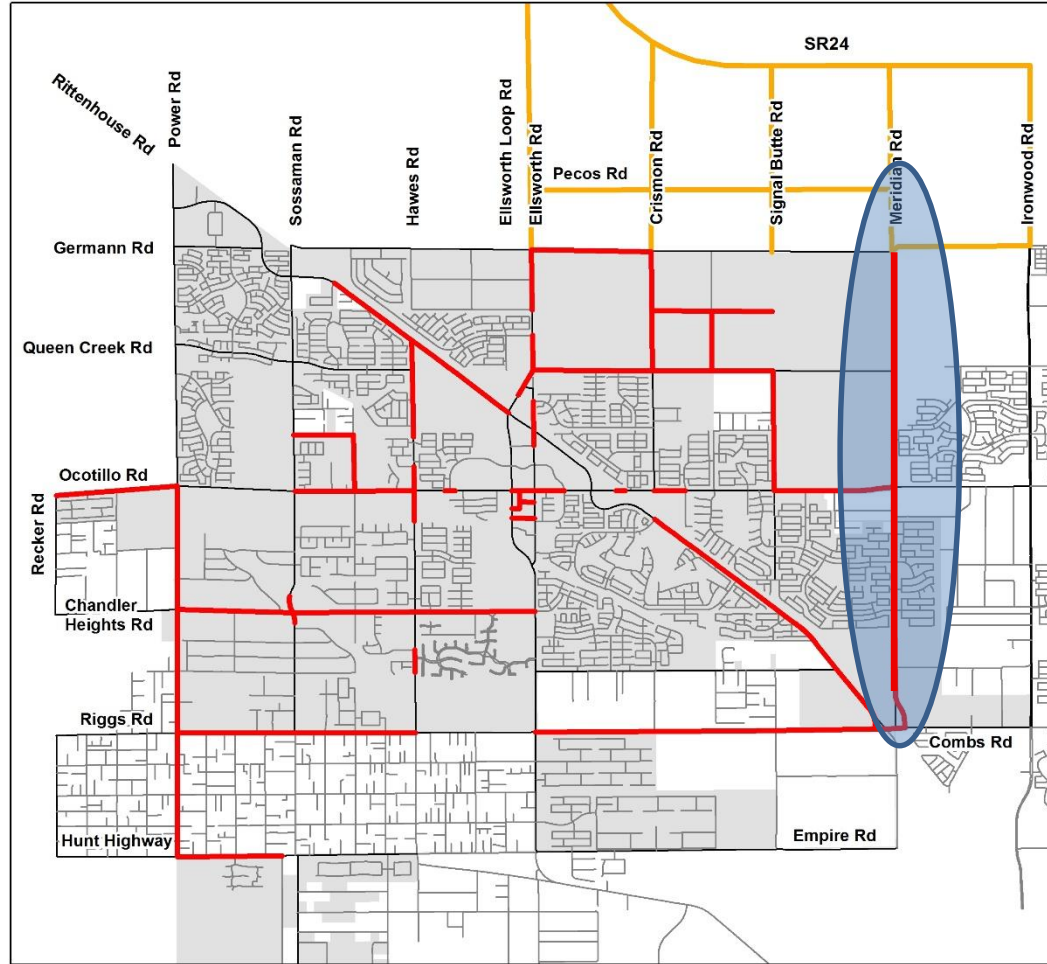 SR24
Rittenhouse Rd
Power Rd
Sossaman Rd
Hawes Rd
Ellsworth Loop Rd
Ellsworth Rd
Crismon Rd
Signal Butte Rd
Meridian Rd
Ironwood Rd
Pecos Rd
Germann Rd
Queen Creek Rd
Ocotillo Rd
Recker Rd
Chandler
Heights Rd
Riggs Rd
Combs Rd
Hunt Highway
Empire Rd